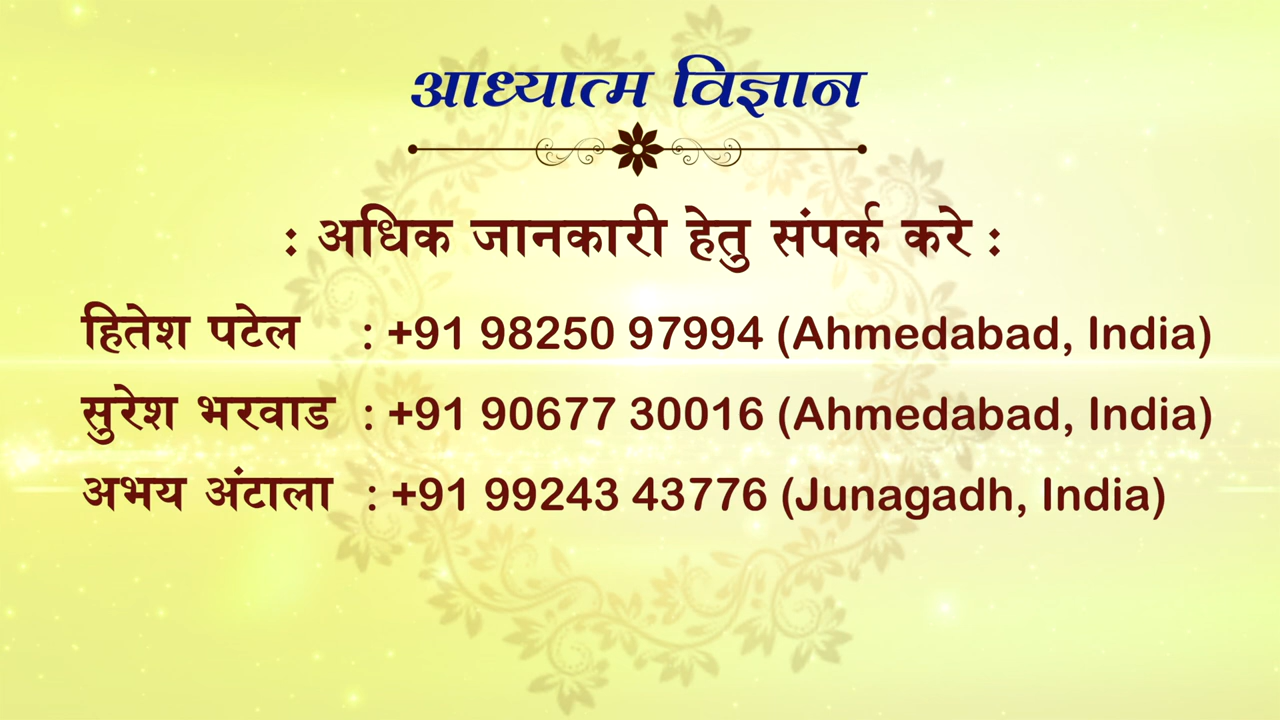 आध्यात्म विज्ञान
: अधिक जानकारी हेतु संपर्क करे :
हितेश पटेल : +91 98250 97994 (Ahmedabad, India)
सुरेश भरवाड : +91 90677 30016 (Ahmedabad, India)
अभय अंटाला : +91 99243 43776 (Junagadh, India)